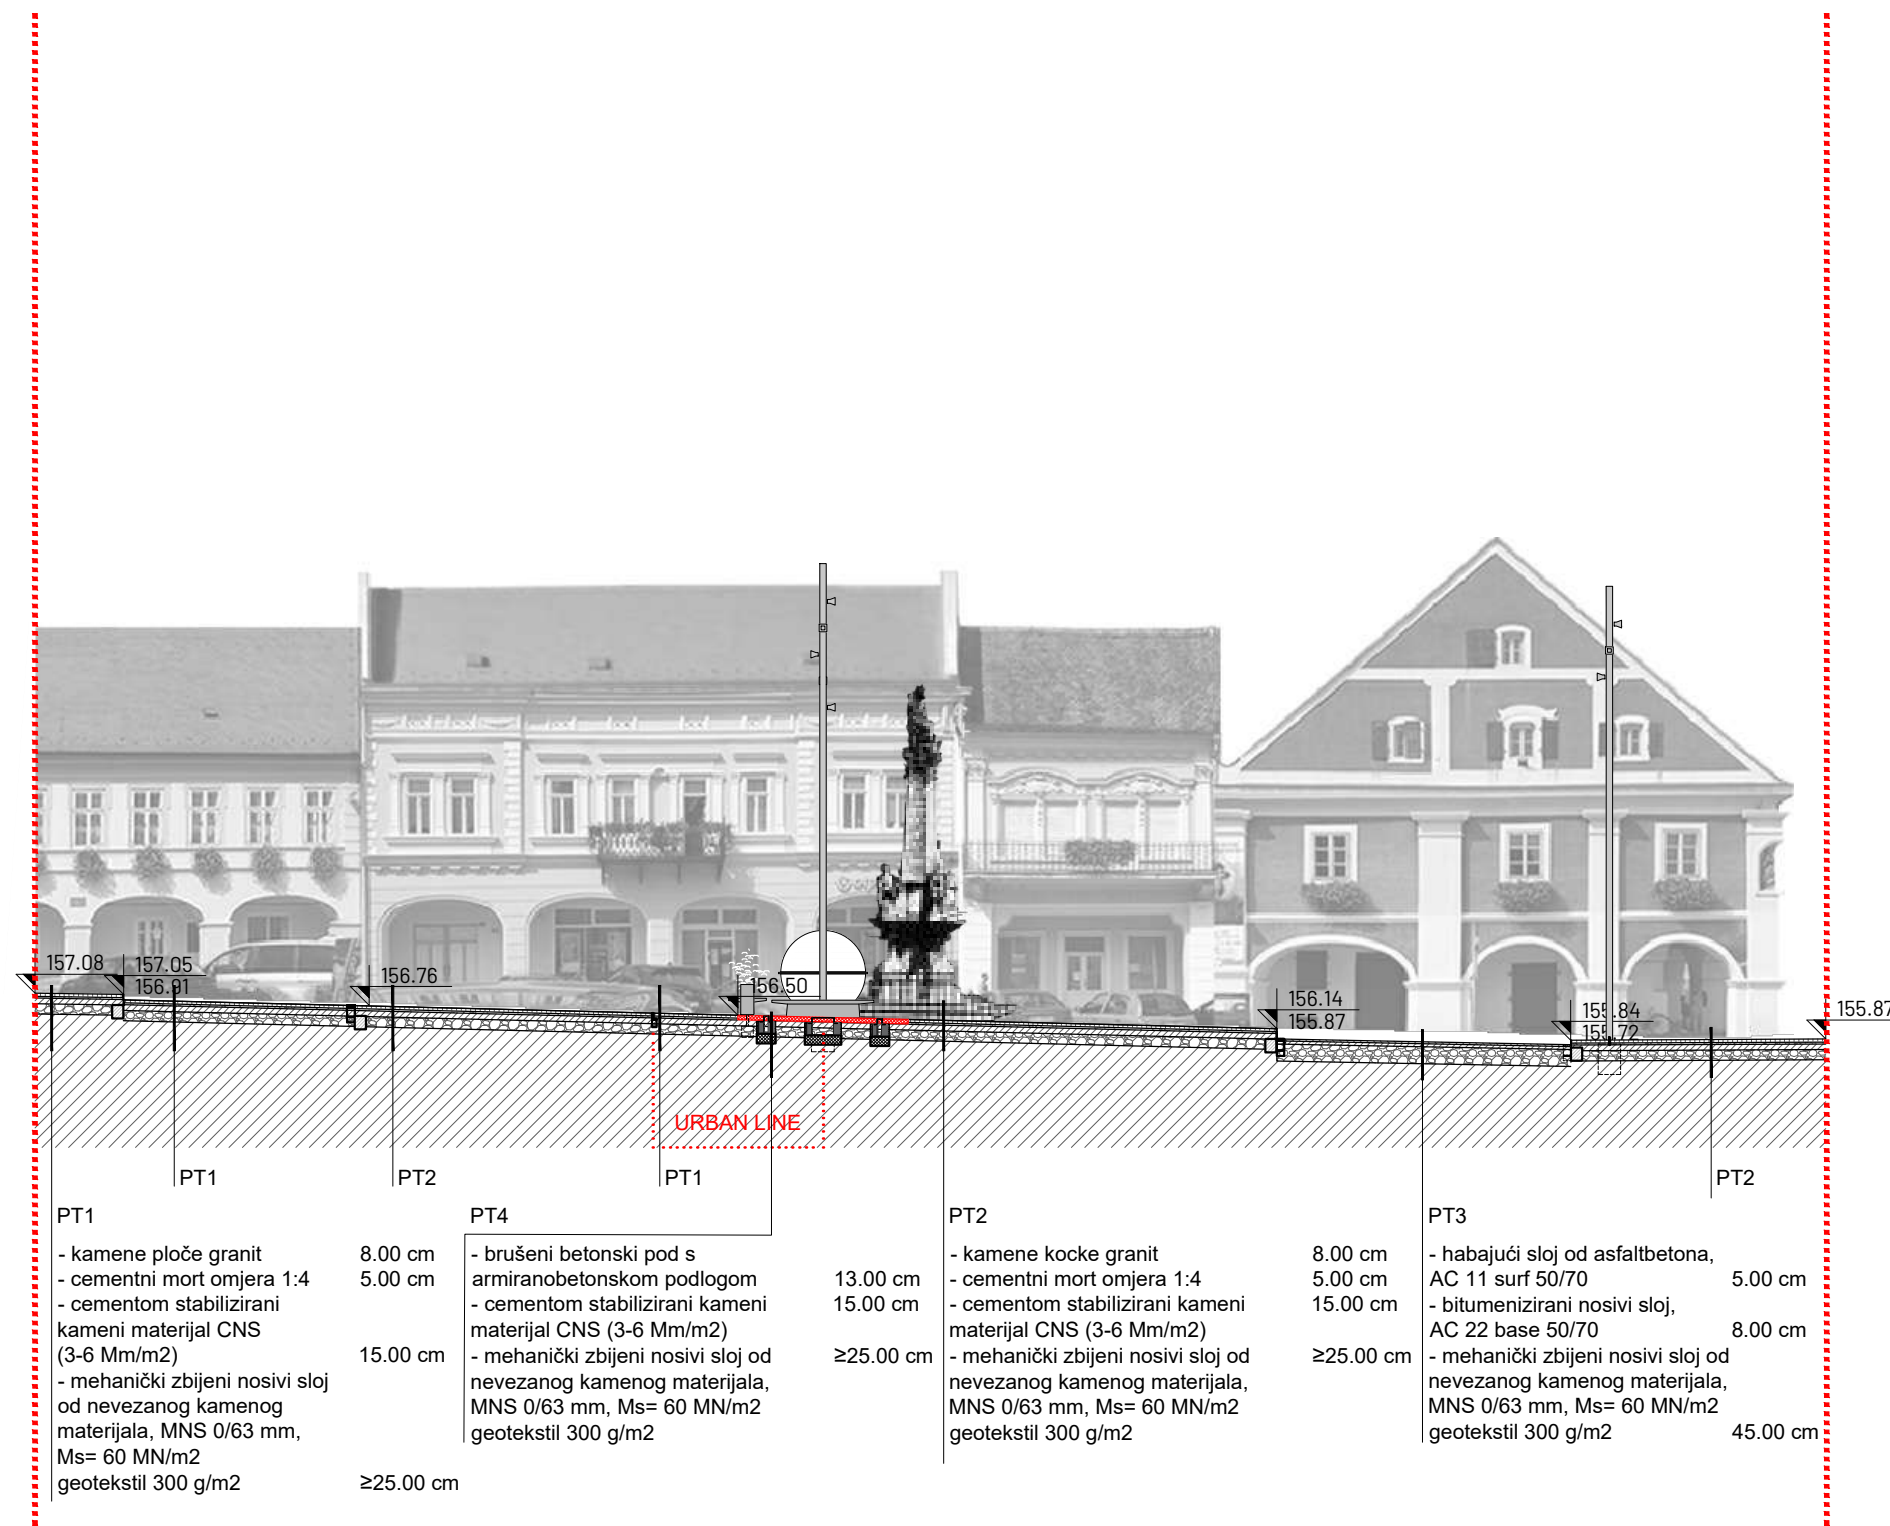 157.08
157.05
156.91
156.76
156.50
156.14
155.87
155.84
155.72
155.87
URBAN LINE
PT1
PT2
PT1
PT2
PT1
- kamene ploče granit 8.00 cm
- cementni mort omjera 1:4 5.00 cm
- cementom stabilizirani
kameni materijal CNS
(3-6 Mm/m2) 15.00 cm
- mehanički zbijeni nosivi sloj
od nevezanog kamenog
materijala, MNS 0/63 mm,
Ms= 60 MN/m2
geotekstil 300 g/m2 ≥25.00 cm
PT4
- brušeni betonski pod s
armiranobetonskom podlogom 13.00 cm
- cementom stabilizirani kameni 15.00 cm
materijal CNS (3-6 Mm/m2)
- mehanički zbijeni nosivi sloj od ≥25.00 cm
nevezanog kamenog materijala,
MNS 0/63 mm, Ms= 60 MN/m2
geotekstil 300 g/m2
PT2
- kamene kocke granit 8.00 cm
- cementni mort omjera 1:4 5.00 cm
- cementom stabilizirani kameni 15.00 cm
materijal CNS (3-6 Mm/m2)
- mehanički zbijeni nosivi sloj od ≥25.00 cm
nevezanog kamenog materijala,
MNS 0/63 mm, Ms= 60 MN/m2
geotekstil 300 g/m2
PT3
- habajući sloj od asfaltbetona,
AC 11 surf 50/70 5.00 cm
- bitumenizirani nosivi sloj,
AC 22 base 50/70 8.00 cm
- mehanički zbijeni nosivi sloj od
nevezanog kamenog materijala,
MNS 0/63 mm, Ms= 60 MN/m2
geotekstil 300 g/m2 45.00 cm